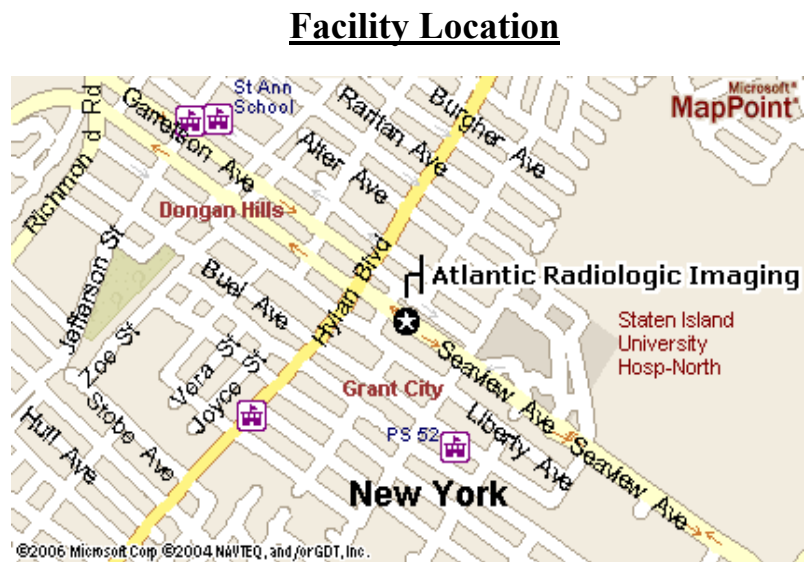 Facility Location
St Ann
School
Microsoft®
MapPoint®
Garretson Ave
Raritan Ave
Burgher Ave
Richmon d Rd
Alter Ave
Dongan Hills
Jefferson St
Buel Ave
Hylan Blvd
Atlantic Radiologic Imaging
Zoe St
Vera St
Joyce St
Staten Island
University
Hosp-North
Seaview Ave
Grant City
Stobe Ave
Hull Ave
PS 52
Liberty Ave
Seaview Ave
New York
©2006 Microsoft Corp ©2004 NAVTEQ, and/or GDT, Inc.